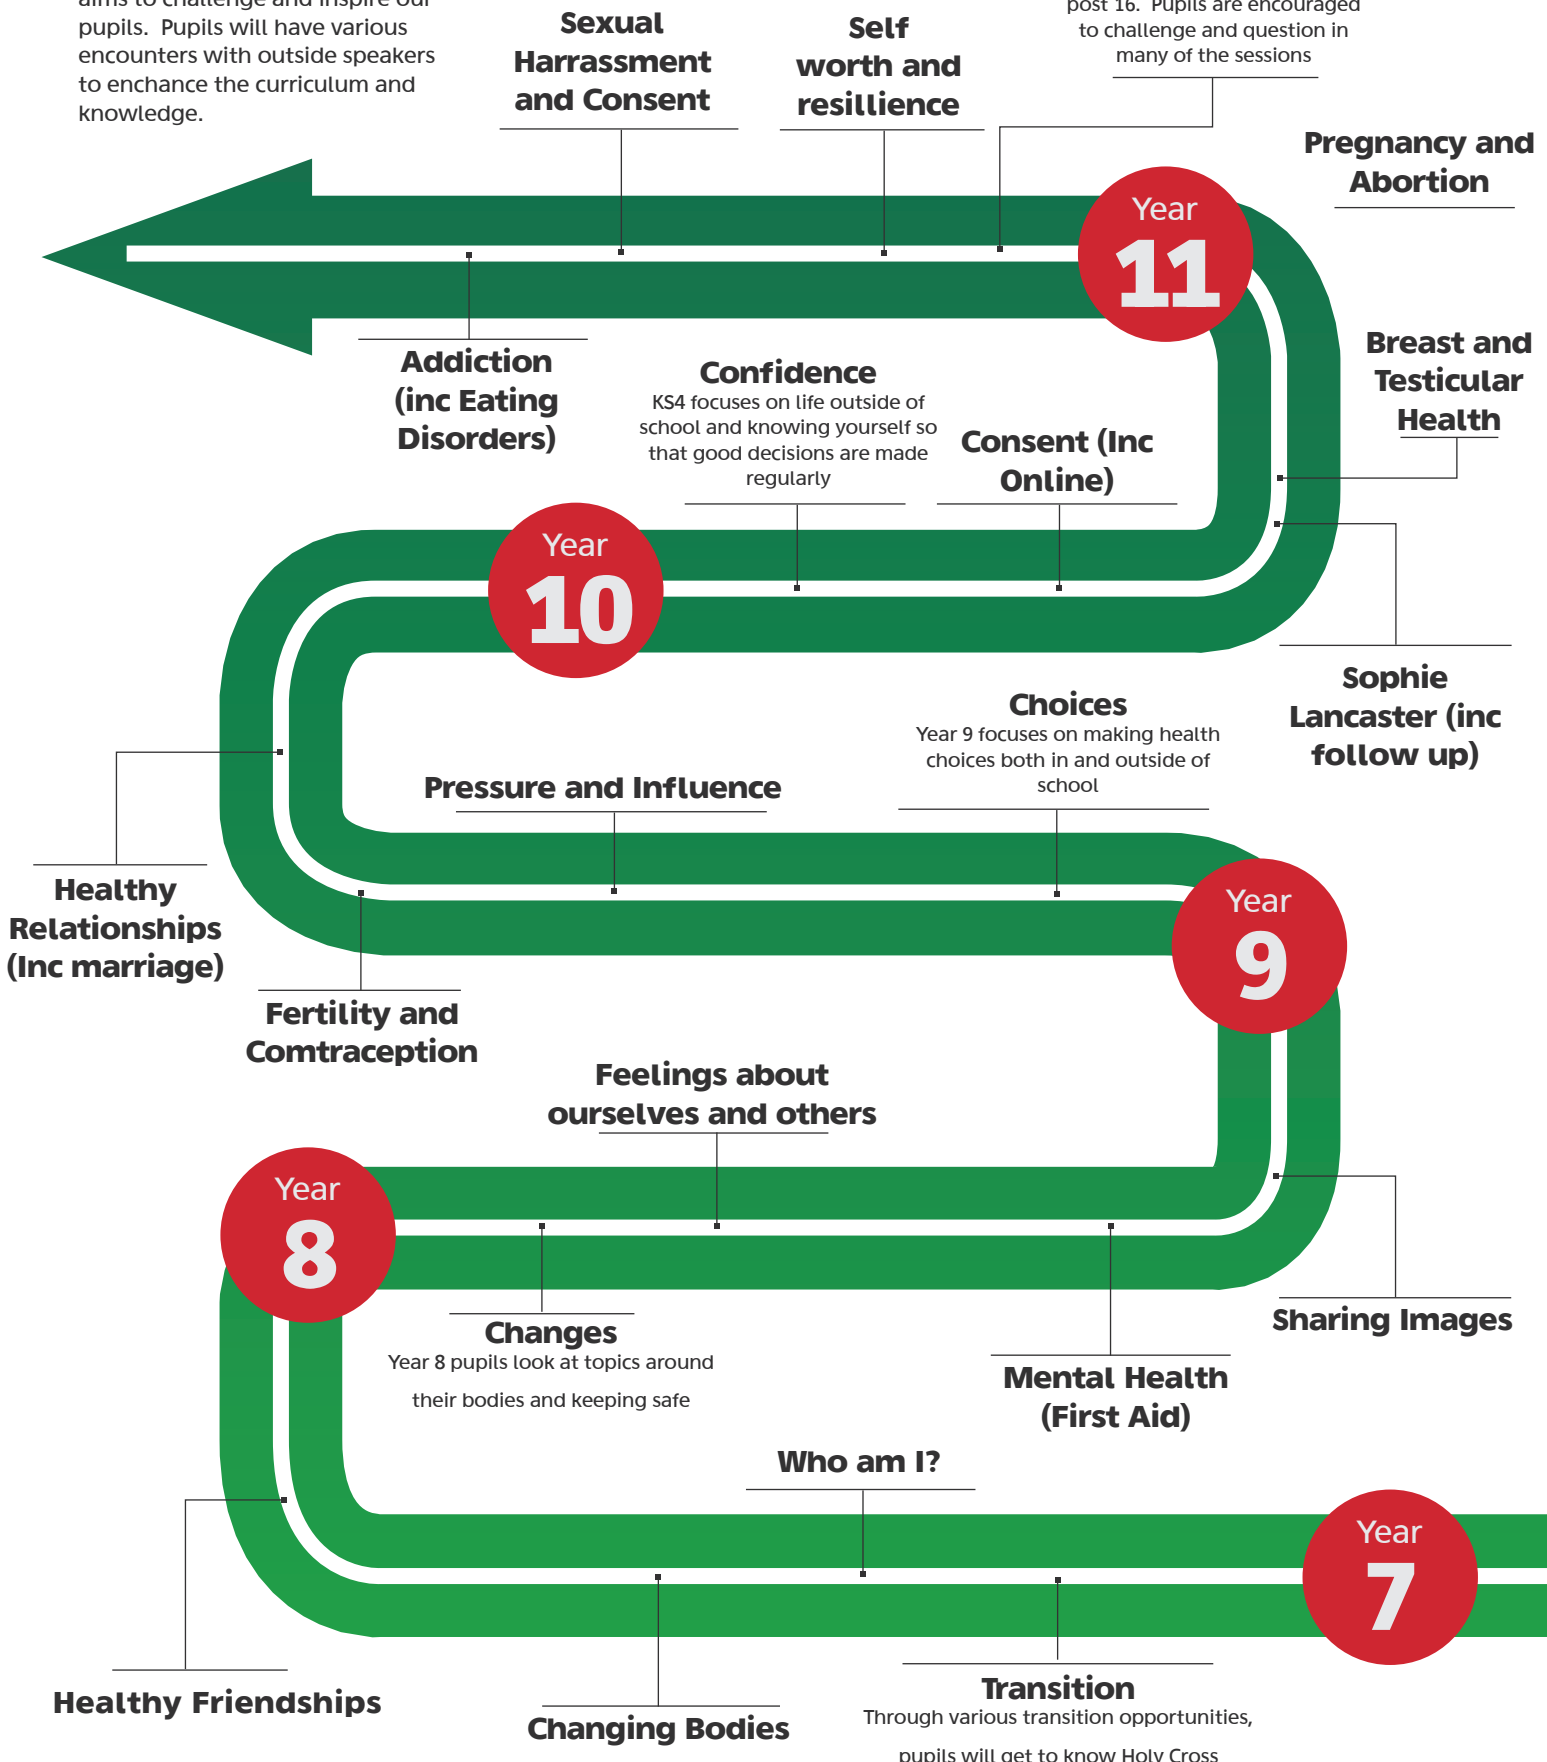 aims to challenge and inspire our
pupils. Pupils will have various
encounters with outside speakers
to enchance the curriculum and
knowledge.
Sexual
Harrassment
and Consent
Self
worth and
resillience
post 16. Pupils are encouraged
to challenge and question in
many of the sessions
Pregnancy and
Abortion
Year
11
Breast and
Testicular
Health
Addiction
(inc Eating
Disorders)
Confidence
KS4 focuses on life outside of
school and knowing yourself so
that good decisions are made
regularly
Consent (Inc
Online)
Year
10
Sophie
Lancaster (inc
follow up)
Choices
Year 9 focuses on making health
choices both in and outside of
school
Pressure and Influence
Healthy
Relationships
(Inc marriage)
Year
9
Fertility and
Comtraception
Feelings about
ourselves and others
Year
8
Changes
Year 8 pupils look at topics around
their bodies and keeping safe
Sharing Images
Mental Health
(First Aid)
Who am I?
Year
7
Healthy Friendships
Changing Bodies
Transition
Through various transition opportunities,
pupils will get to know Holy Cross